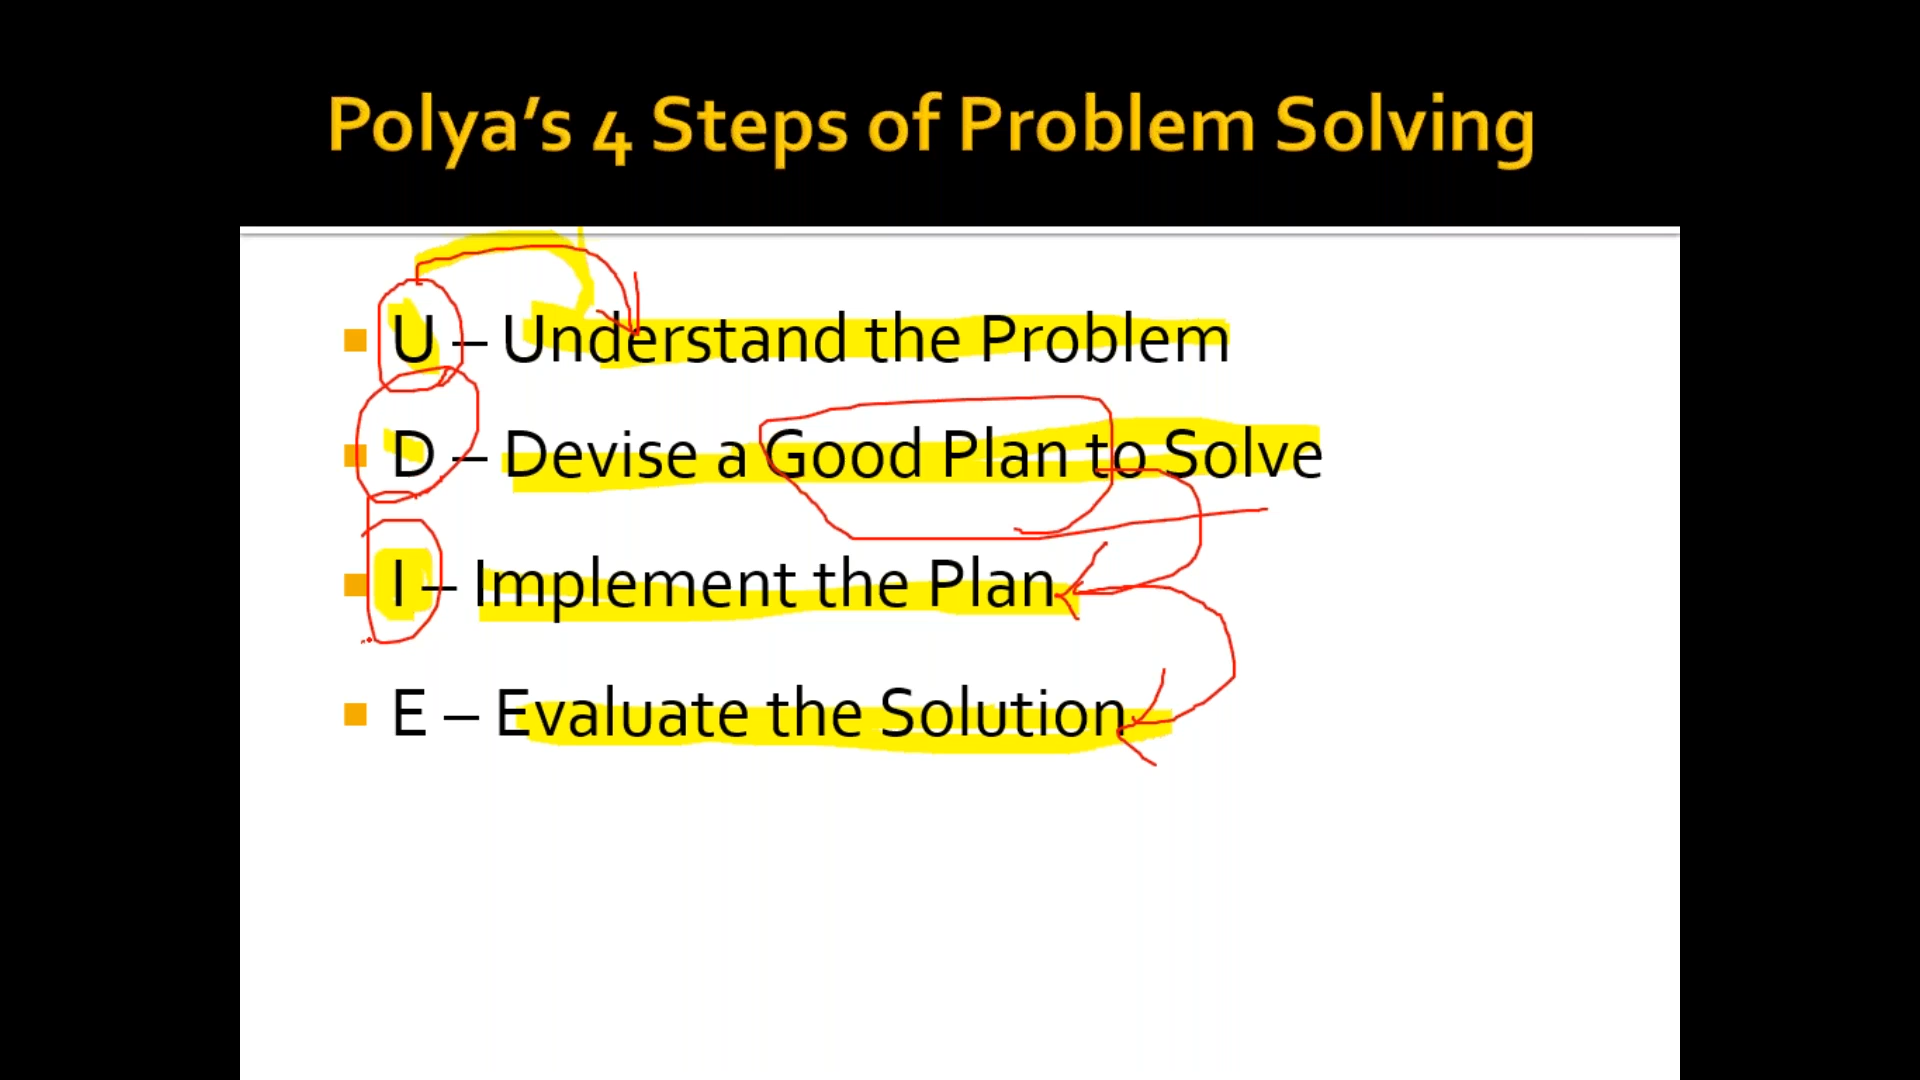 Polya’s 4 Steps of Problem Solving
U – Understand the Problem
D – Devise a Good Plan to Solve
I – Implement the Plan
E – Evaluate the Solution